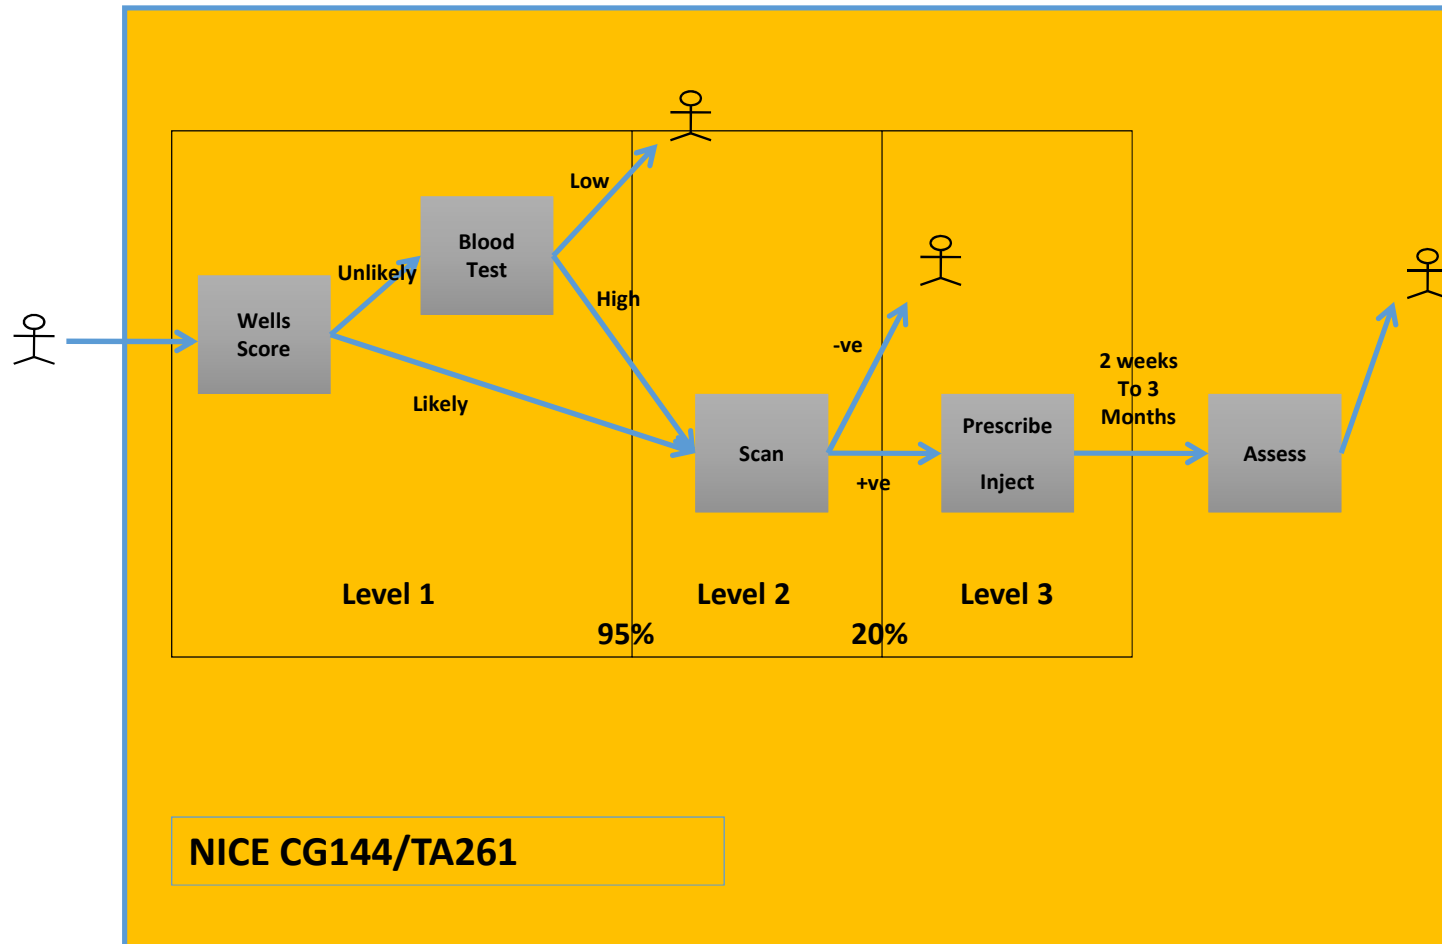 Low
Blood
Test
Unlikely
High
Wells
Score
-ve
2 weeks
To 3
Months
Likely
Prescribe
Inject
Scan
Assess
+ve
Level 1
Level 2
Level 3
95%
20%
NICE CG144/TA261